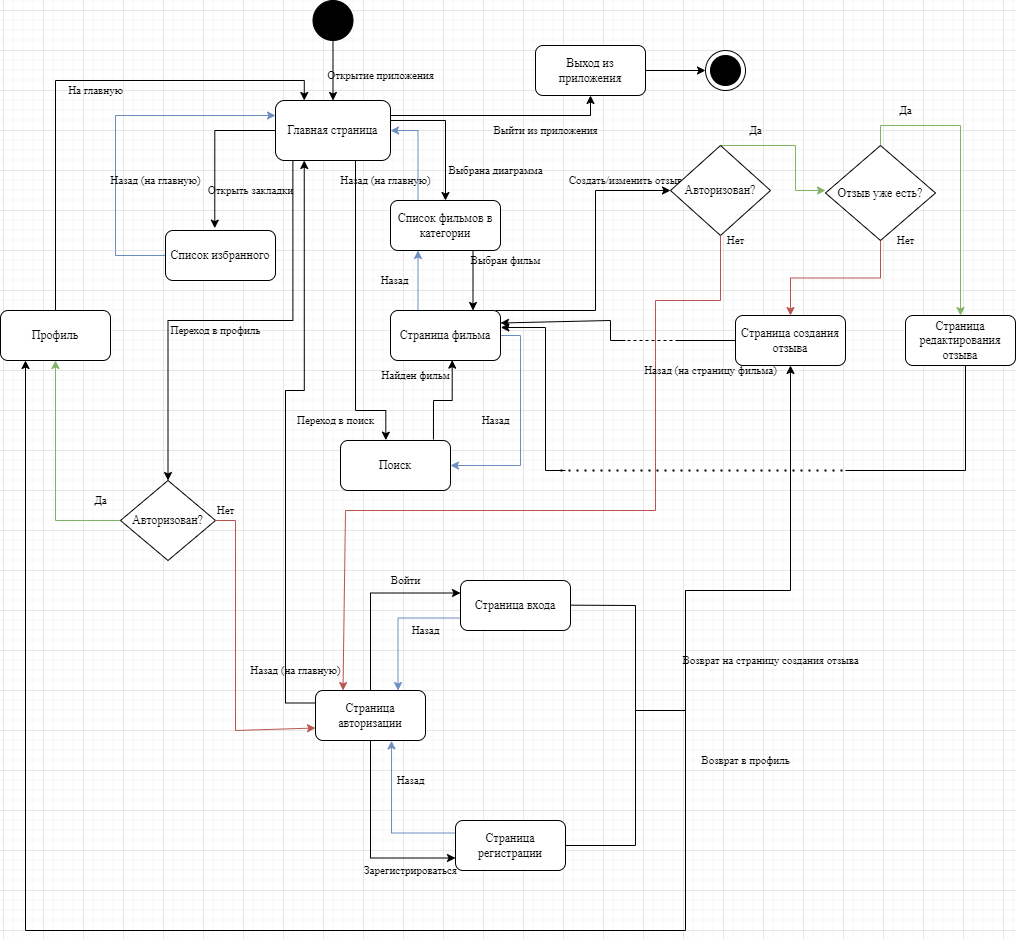 Выход из
приложения
Открытие приложения
На главную
Главная страница
Выйти из приложения
Да
Да
Выбрана диаграмма
Назад (на главную)
Открыть закладки
Назад (на главную)
Создать/изменить отзыв
Авторизован?
Отзыв уже есть?
Список фильмов в
категории
Нет
Нет
Список избранного
Выбран фильм
Назад
Профиль
Переход в профиль
Страница фильма
Страница создания
отзыва
Страница
редактирования
отзыва
Найден фильм
Назад (на страницу фильма)
Переход в поиск
Назад
Поиск
Да
Нет
Авторизован?
Войти
Страница входа
Назад
Назад (на главную)
Возврат на страницу создания отзыва
Страница
авторизации
Возврат в профиль
Назад
Страница
регистрации
Зарегистрироваться